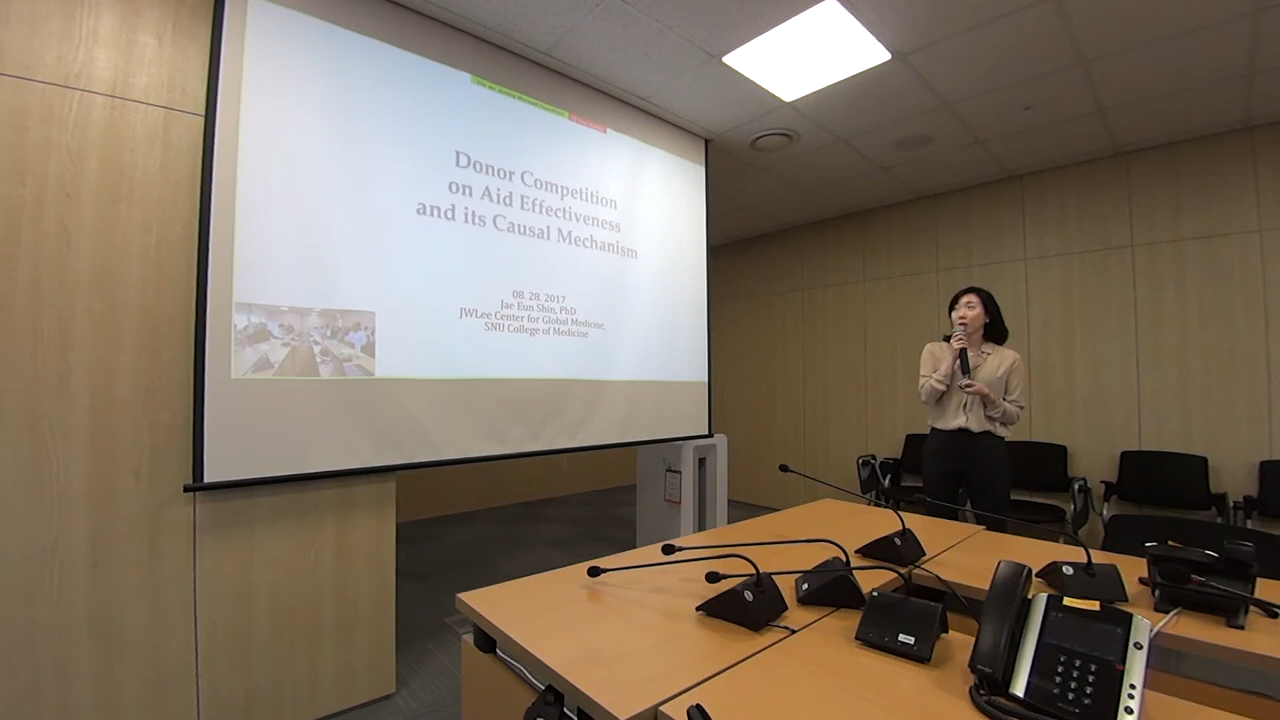 Donor Competition
on Aid Effectiveness
and its Causal Mechanism
08. 28. 2017
Jae Eun Shin, PhD
JWLee Center for Global Medicine,
SNU College of Medicine